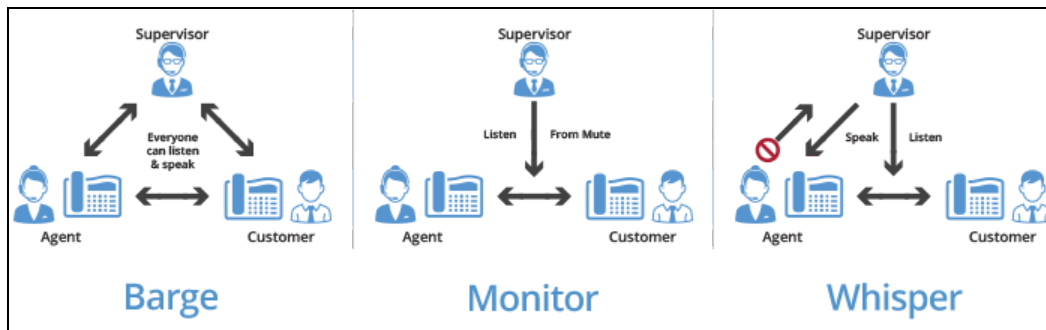 Supervisor
Everyone
can listen
& speak
Agent
Customer
Barge
Supervisor
Listen
From Mute
Agent
Customer
Monitor
Supervisor
Speak
Listen
Agent
Customer
Whisper